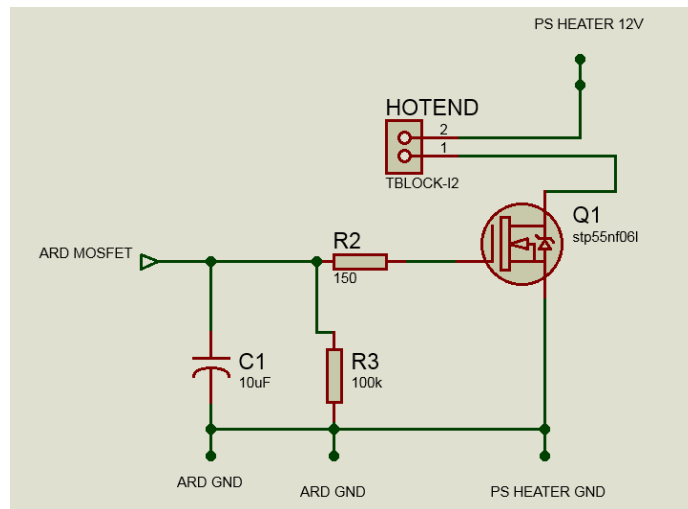 PS HEATER 12V
HOTEND
2
1
TBLOCK-I2
Q1
stp55nf06l
R2
ARD MOSFET
150
C1
10uF
R3
100k
ARD GND
ARD GND
PS HEATER GND